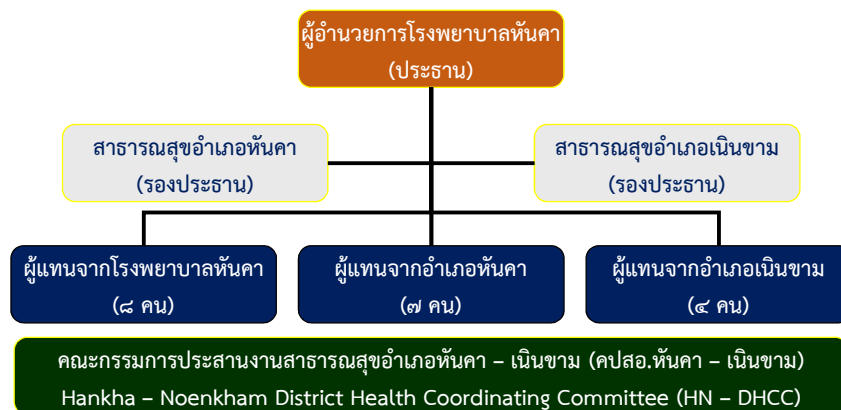 ผู้อำนวยการโรงพยาบาลหันคา
(ประธาน)
สาธารณสุขอำเภอหันคา
(รองประธาน)
สาธารณสุขอำเภอเนินขาม
(รองประธาน)
ผู้แทนจากโรงพยาบาลหันคา
(๘ คน)
ผู้แทนจากอำเภอหันคา
(๗ คน)
ผู้แทนจากอำเภอเนินขาม
(๔ คน)
คณะกรรมการประสานงานสาธารณสุขอำเภอหันคา – เนินขาม (คปสอ.หันคา – เนินขาม)
Hankha – Noenkham District Health Coordinating Committee (HN – DHCC)